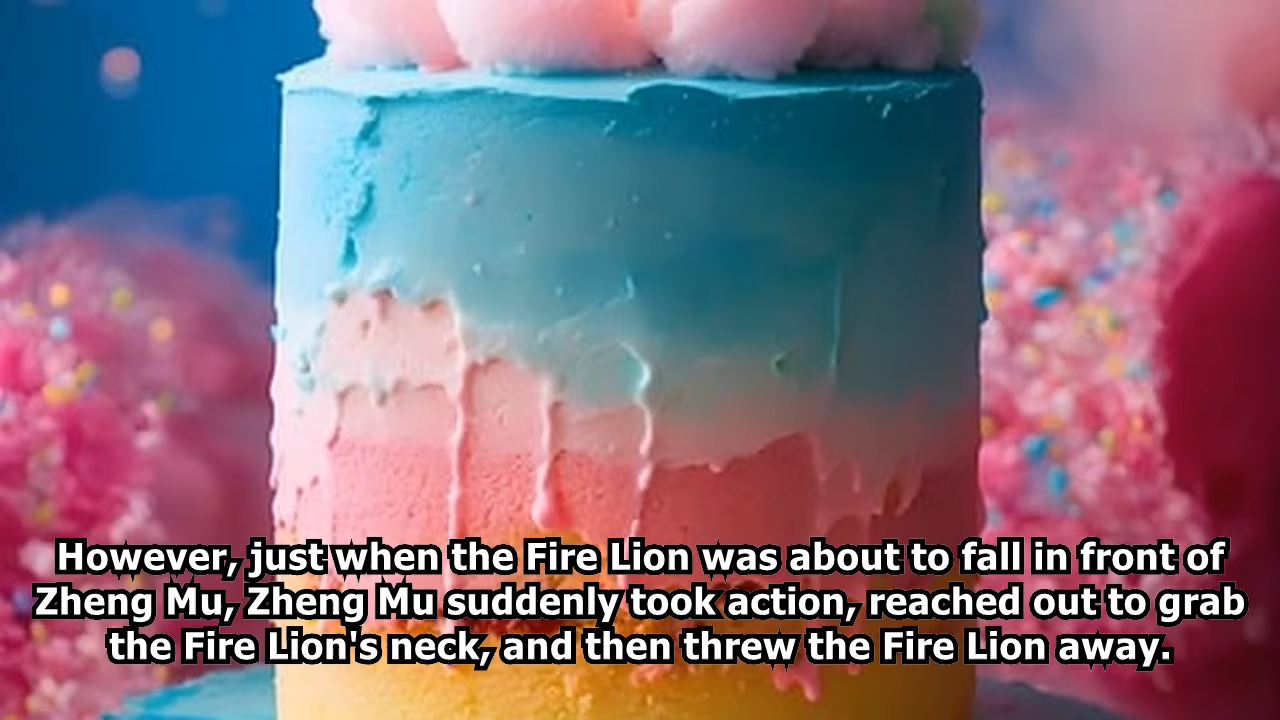 However, just when the Fire Lion was about to fall in front of
Zheng Mu, Zheng Mu suddenly took action, reached out to grab
the Fire Lion's neck, and then threw the Fire Lion away.